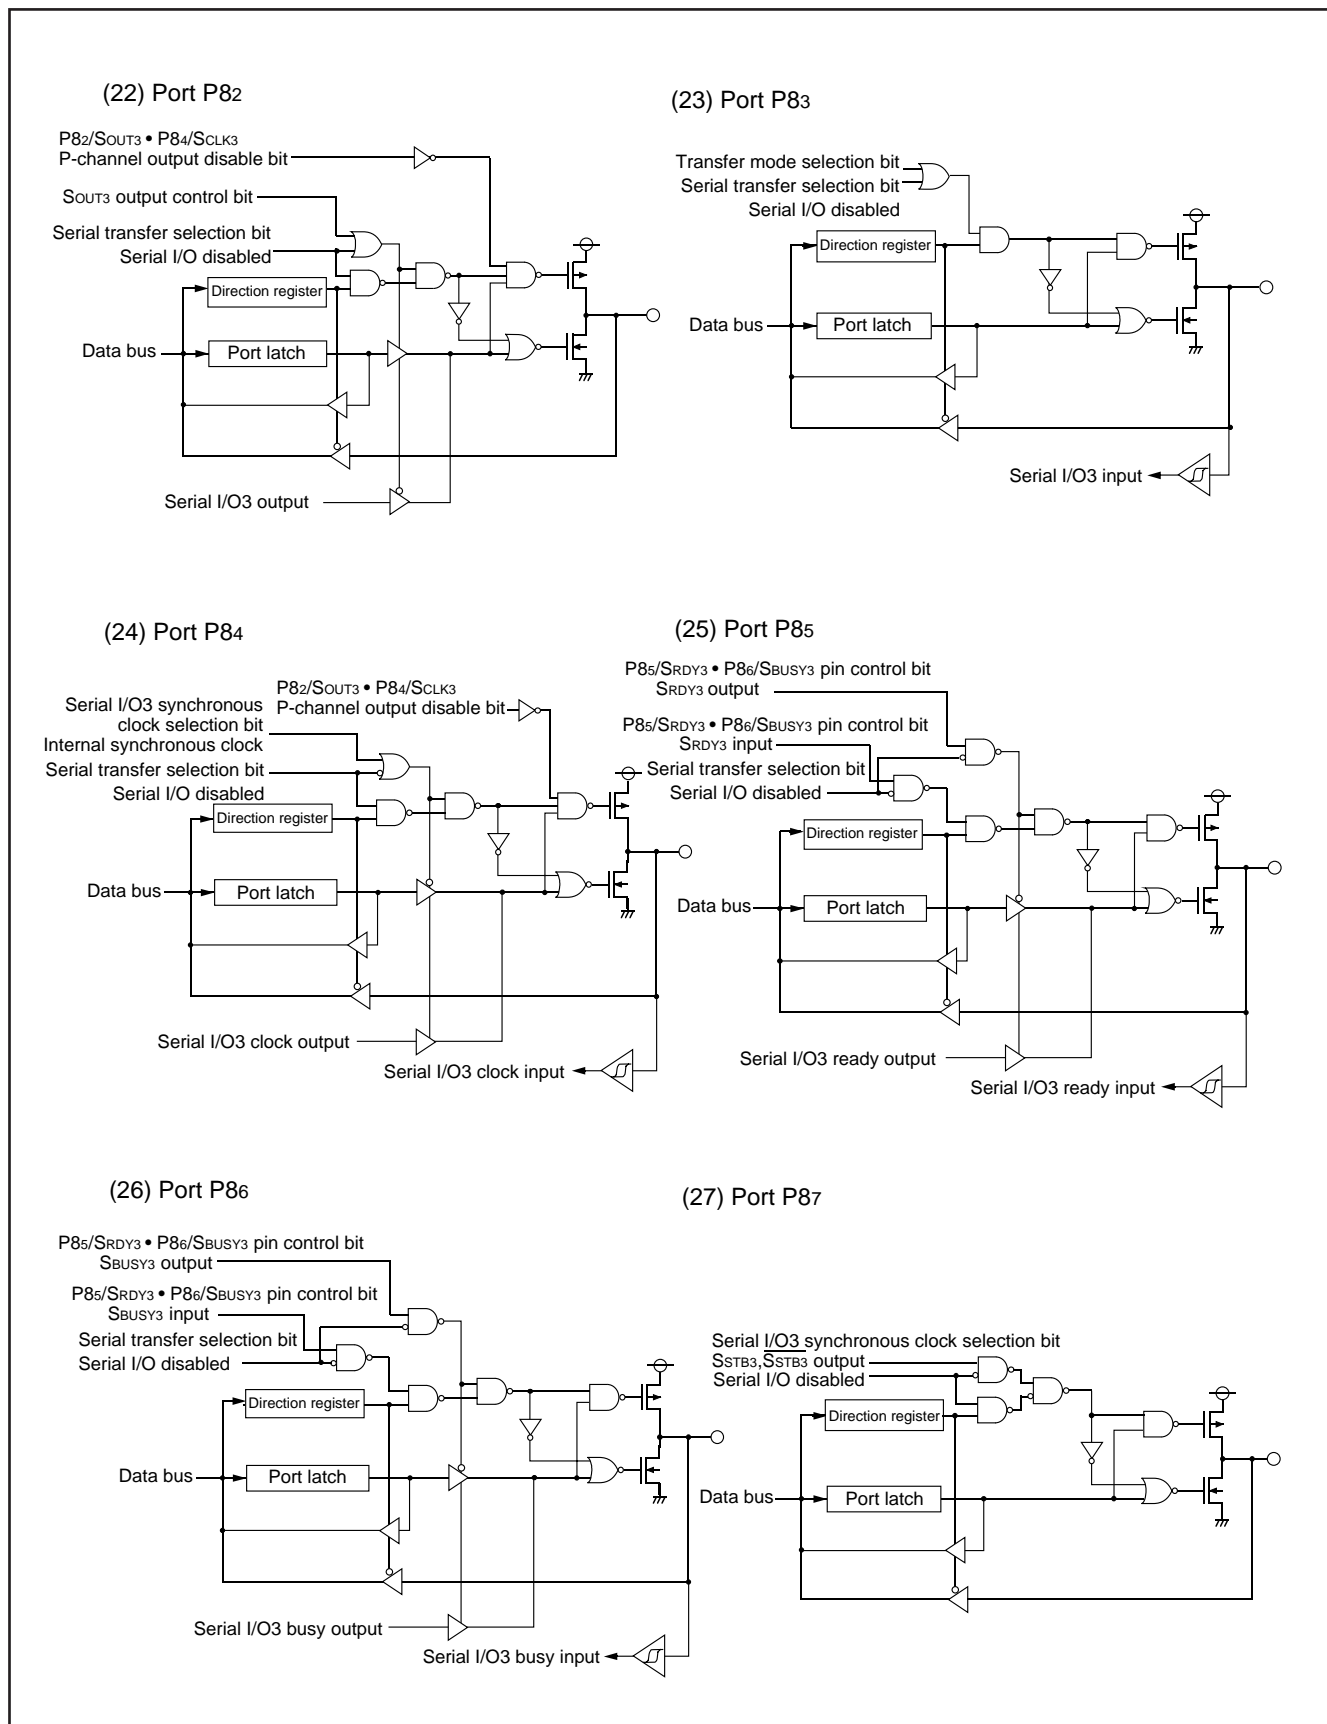 (22) Port P82
P82/SOUT3 • P84/SCLK3
P-channel output disable bit
SOUT3 output control bit
Serial transfer selection bit
Serial I/O disabled
Direction register
Data bus
Port latch
Serial I/O3 output
(23) Port P83
Transfer mode selection bit
Serial transfer selection bit
Serial I/O disabled
Direction register
Data bus
Port latch
Serial I/O3 input
(24) Port P84
P82/SOUT3 • P84/SCLK3
P-channel output disable bit
Serial I/O3 synchronous
clock selection bit
Internal synchronous clock
Serial transfer selection bit
Serial I/O disabled
Direction register
Data bus
Port latch
Serial I/O3 clock output
Serial I/O3 clock input
(25) Port P85
P85/SRDY3 • P86/SBUSY3 pin control bit
SRDY3 output
P85/SRDY3 • P86/SBUSY3 pin control bit
SRDY3 input
Serial transfer selection bit
Serial I/O disabled
Direction register
Data bus
Port latch
Serial I/O3 ready output
Serial I/O3 ready input
(26) Port P86
P85/SRDY3 • P86/SBUSY3 pin control bit
SBUSY3 output
P85/SRDY3 • P86/SBUSY3 pin control bit
SBUSY3 input
Serial transfer selection bit
Serial I/O disabled
Direction register
Data bus
Port latch
Serial I/O3 busy output
Serial I/O3 busy input
(27) Port P87
Serial I/O3 synchronous clock selection bit
SSTB3,S̅S̅T̅B̅3̅ output
Serial I/O disabled
Direction register
Data bus
Port latch